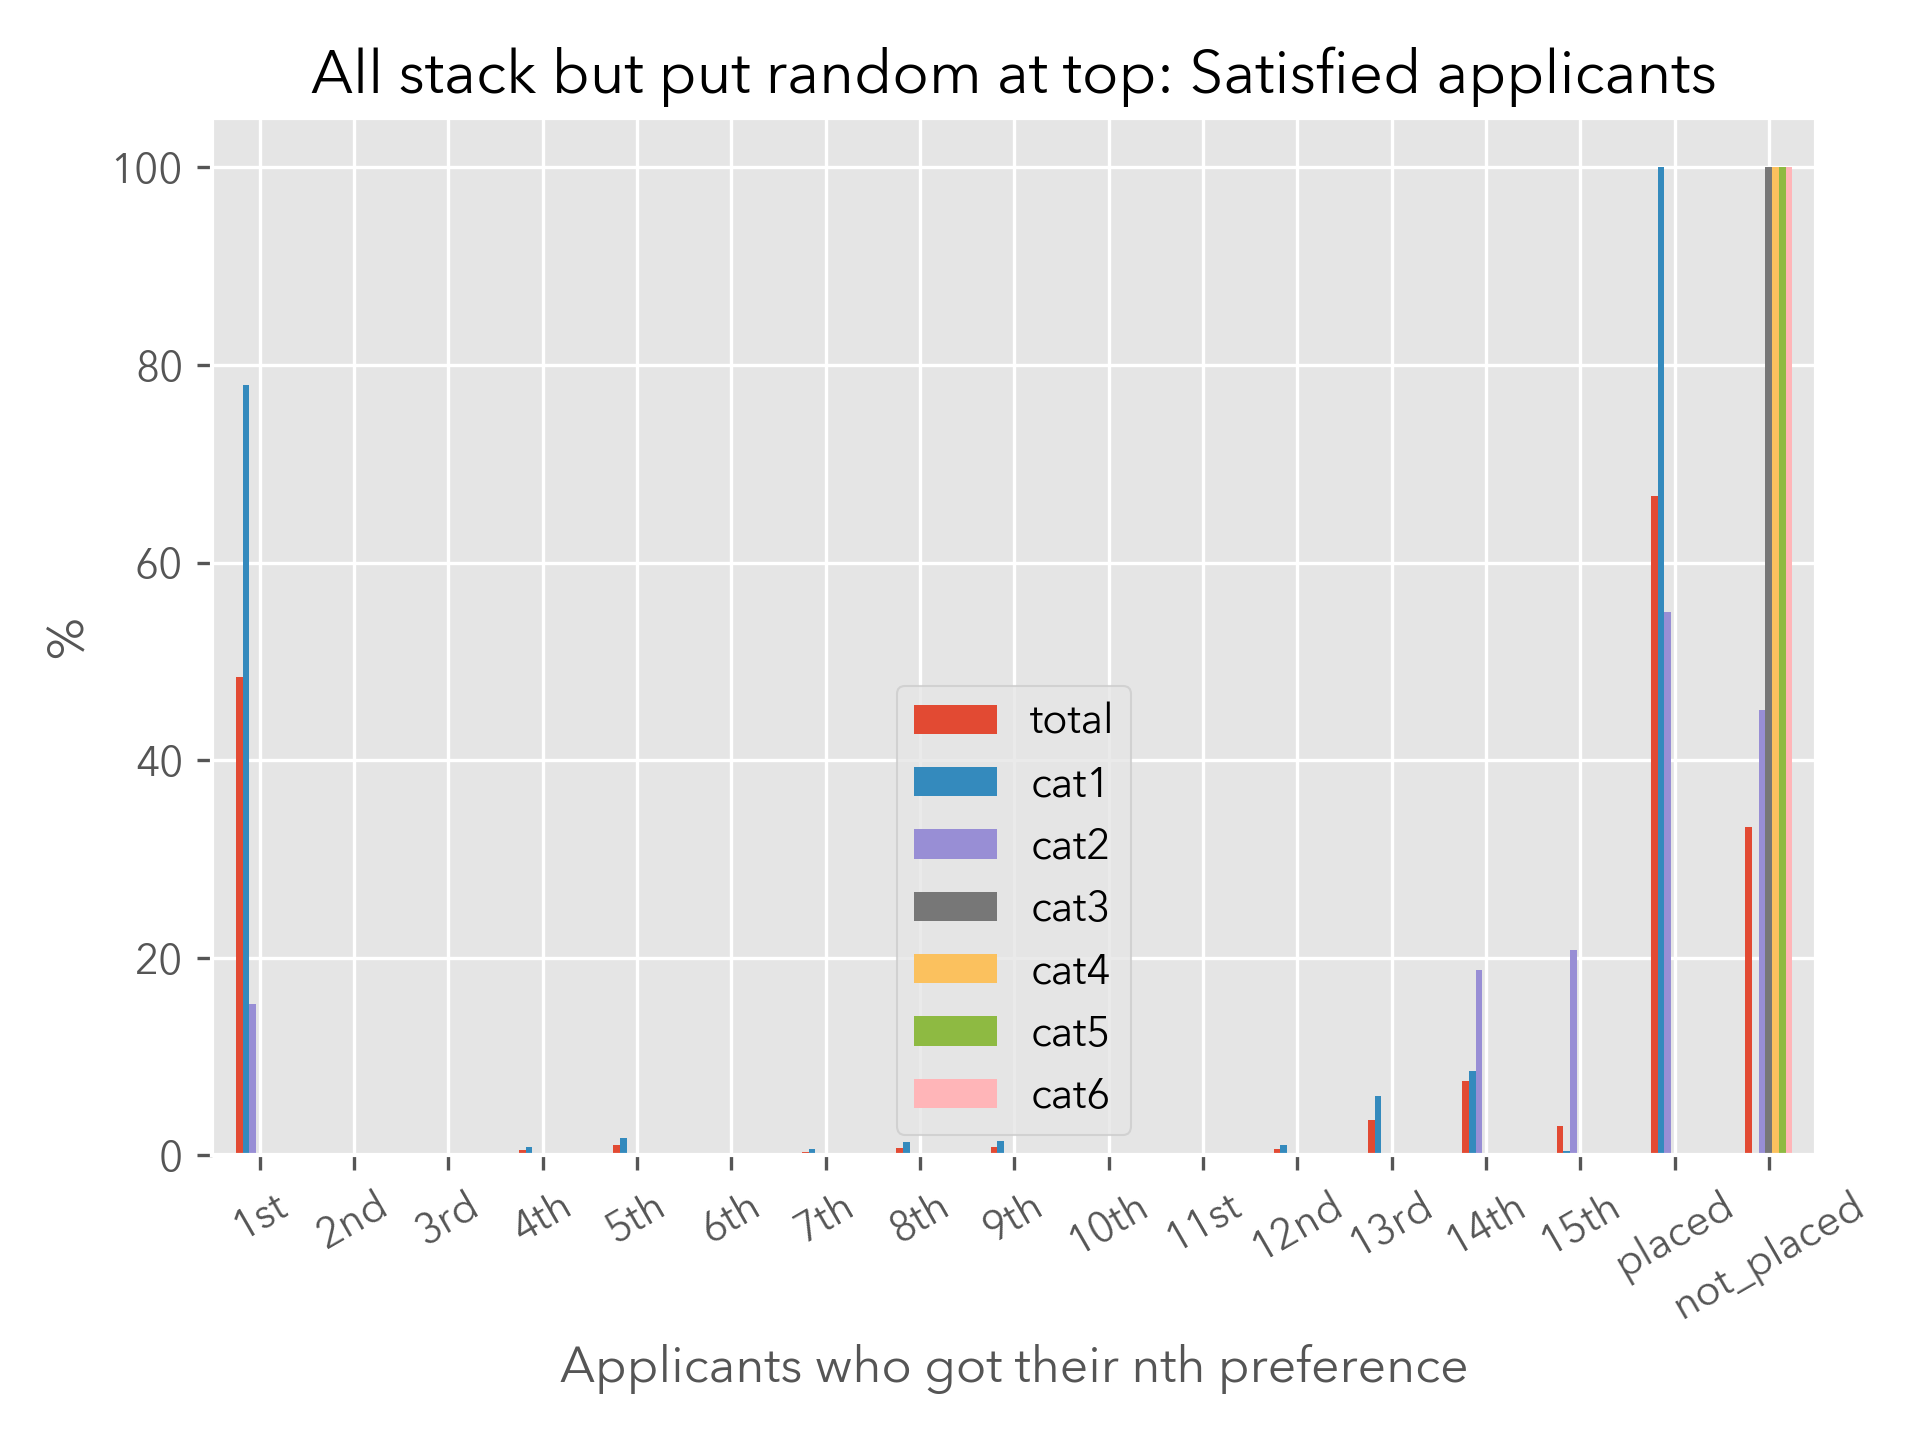 All stack but put random at top: Satisfied applicants
100
80
60
40
20
0
%
total
cat1
cat2
cat3
cat4
cat5
cat6
1st
2nd
3rd
4th
5th
6th
7th
8th
9th
10th
11st
12nd
13rd
14th
15th
placed
not_placed
Applicants who got their nth preference